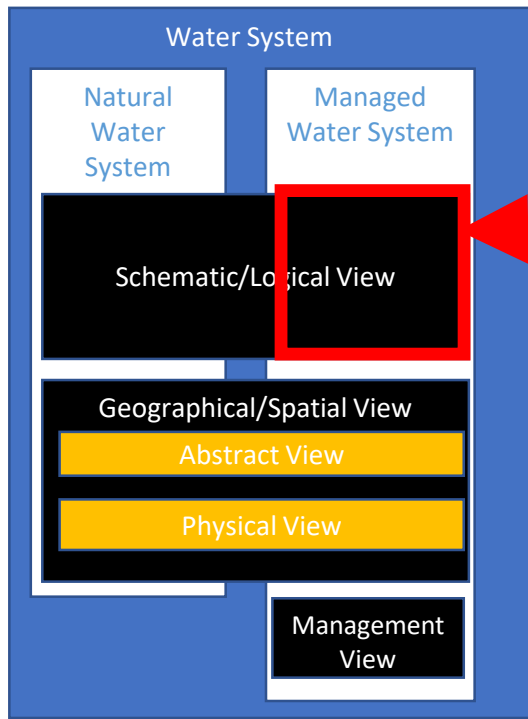 Water System
Natural
Water
System
Managed
Water System
Schematic/Logical View
Geographical/Spatial View
Abstract View
Physical View
Management
View